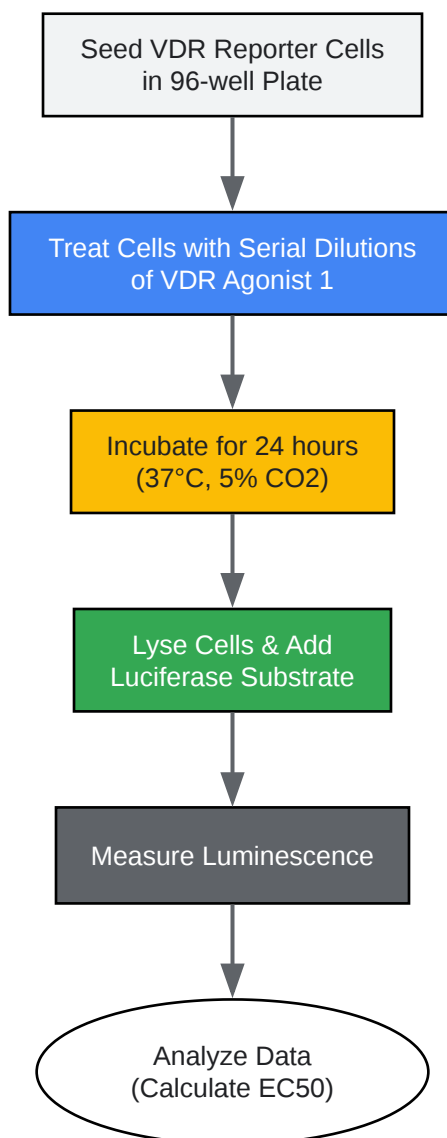 Seed VDR Reporter Cells
in 96-well Plate
Treat Cells with Serial Dilutions
of VDR Agonist 1
Incubate for 24 hours
(37°C, 5% CO2)
Lyse Cells & Add
Luciferase Substrate
Measure Luminescence
Analyze Data
(Calculate EC50)